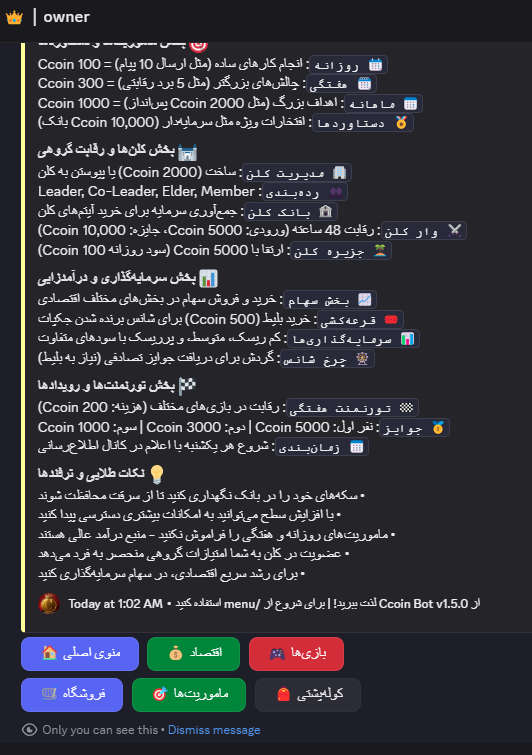 👑 | owner
🎯 بخش ماموریت‌ها و دستاوردها
📅 روزانه: انجام کارهای ساده (مثل ارسال 10 پیام) = 100 Ccoin
📅 هفتگی: چالش‌های بزرگتر (مثل 5 برد رقابتی) = 300 Ccoin
📅 ماهانه: اهداف بزرگ (مثل 2000 Ccoin پس‌انداز) = 1000 Ccoin
🏅 دستاوردها: افتخارات ویژه مثل سرمایه‌دار (10,000 Ccoin بانک)
🏰 بخش کلن‌ها و رقابت گروهی
🏢 مدیریت کلن: ساخت (2000 Ccoin) یا پیوستن به کلن
👥 رده‌بندی: Leader, Co-Leader, Elder, Member
🏦 بانک کلن: جمع‌آوری سرمایه برای خرید آیتم‌های کلن
⚔️ وار کلن: رقابت 48 ساعته (ورودی: 5000 Ccoin، جایزه: 10,000 Ccoin)
🏝️ جزیره کلن: ارتقا با 5000 Ccoin (سود روزانه 100 Ccoin)
📊 بخش سرمایه‌گذاری و درآمدزایی
📈 بخش سهام: خرید و فروش سهام در بخش‌های مختلف اقتصادی
🎟️ قرعه‌کشی: خرید بلیط (500 Ccoin) برای شانس برنده شدن جکپات
📊 سرمایه‌گذاری‌ها: کم ریسک، متوسط، و پرریسک با سودهای متفاوت
🎡 چرخ شانس: گردش برای دریافت جوایز تصادفی (نیاز به بلیط)
🏁 بخش تورنمنت‌ها و رویدادها
🏁 تورنمنت هفتگی: رقابت در بازی‌های مختلف (هزینه: 200 Ccoin)
🥇 جوایز: نفر اول: 5000 Ccoin | دوم: 3000 Ccoin | سوم: 1000 Ccoin
📅 زمان‌بندی: شروع هر یکشنبه با اعلام در کانال اطلاع‌رسانی
💡 نکات طلایی و ترفندها
• سکه‌های خود را در بانک نگهداری کنید تا از سرقت محافظت شوند
• با افزایش سطح می‌توانید به امکانات بیشتری دسترسی پیدا کنید
• ماموریت‌های روزانه و هفتگی را فراموش نکنید - منبع درآمد عالی هستند
• عضویت در کلن به شما امتیازات گروهی منحصر به فرد می‌دهد
• برای رشد سریع اقتصادی، در سهام سرمایه‌گذاری کنید
از Ccoin Bot v1.5.0 لذت ببرید! | برای شروع از /menu استفاده کنید • Today at 1:02 AM
🏠 منوی اصلی 💰 اقتصاد 🎮 بازی‌ها
🛒 فروشگاه 🎯 ماموریت‌ها 🎒 کوله‌پشتی
Only you can see this • Dismiss message